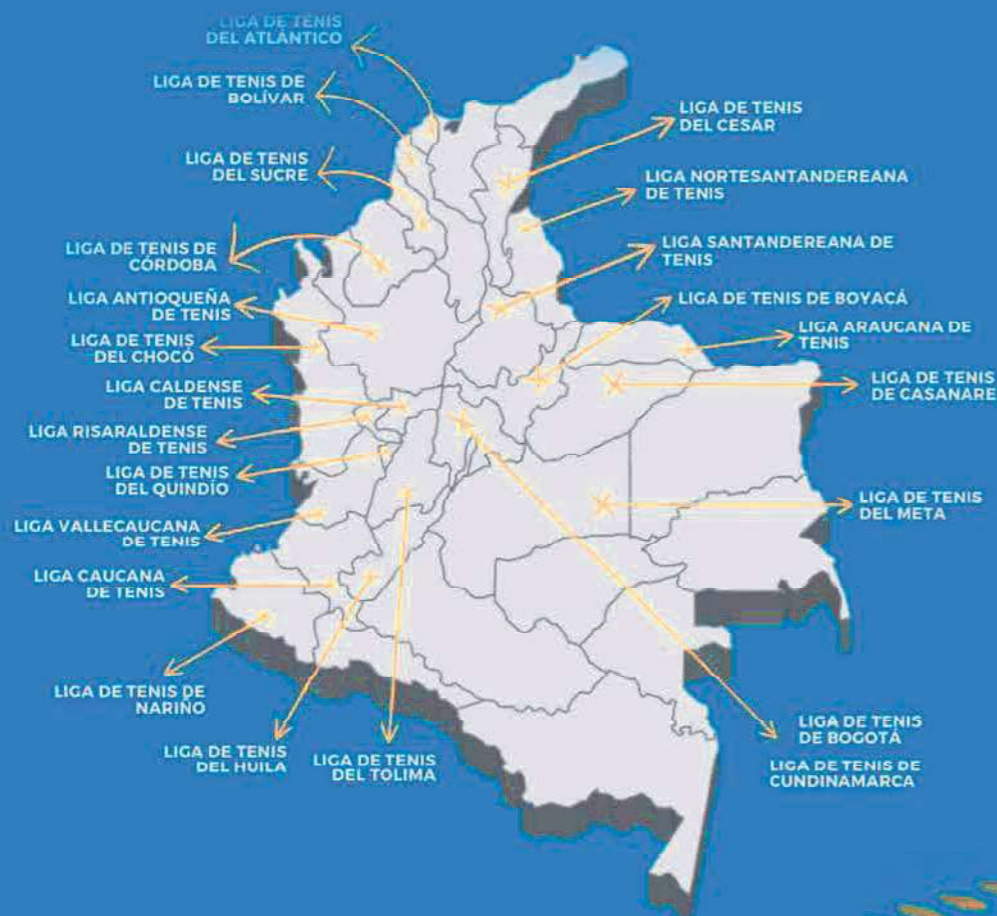 LIGA DE TENIS
DEL ATLÁNTICO
LIGA DE TENIS DE
BOLÍVAR
LIGA DE TENIS
DEL SUCRE
LIGA DE TENIS DE
CÓRDOBA
LIGA ANTIOQUEÑA
DE TENIS
LIGA DE TENIS
DEL CHOCÓ
LIGA CALDENSE
DE TENIS
LIGA RISARALDENSE
DE TENIS
LIGA DE TENIS
DEL QUINDÍO
LIGA VALLECAUCANA
DE TENIS
LIGA CAUCANA
DE TENIS
LIGA DE TENIS DE
NARIÑO
LIGA DE TENIS
DEL HUILA
LIGA DE TENIS
DEL TOLIMA
LIGA DE TENIS
DEL CESAR
LIGA NORTESANTANDEREANA
DE TENIS
LIGA SANTANDEREANA DE
TENIS
LIGA DE TENIS DE BOYACÁ
LIGA ARAUCANA DE
TENIS
LIGA DE TENIS
DE CASANARE
LIGA DE TENIS
DEL META
LIGA DE TENIS
DE BOGOTÁ
LIGA DE TENIS DE
CUNDINAMARCA